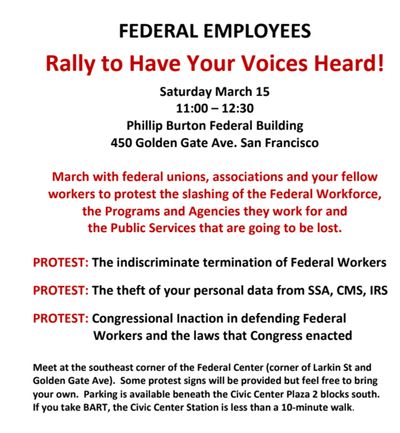 FEDERAL EMPLOYEES
Rally to Have Your Voices Heard!
Saturday March 15
11:00 – 12:30
Phillip Burton Federal Building
450 Golden Gate Ave. San Francisco
March with federal unions, associations and your fellow
workers to protest the slashing of the Federal Workforce,
the Programs and Agencies they work for and
the Public Services that are going to be lost.
PROTEST: The indiscriminate termination of Federal Workers
PROTEST: The theft of your personal data from SSA, CMS, IRS
PROTEST: Congressional Inaction in defending Federal
Workers and the laws that Congress enacted
Meet at the southeast corner of the Federal Center (corner of Larkin St and
Golden Gate Ave).  Some protest signs will be provided but feel free to bring
your own.  Parking is available beneath the Civic Center Plaza 2 blocks south.
If you take BART, the Civic Center Station is less than a 10-minute walk.